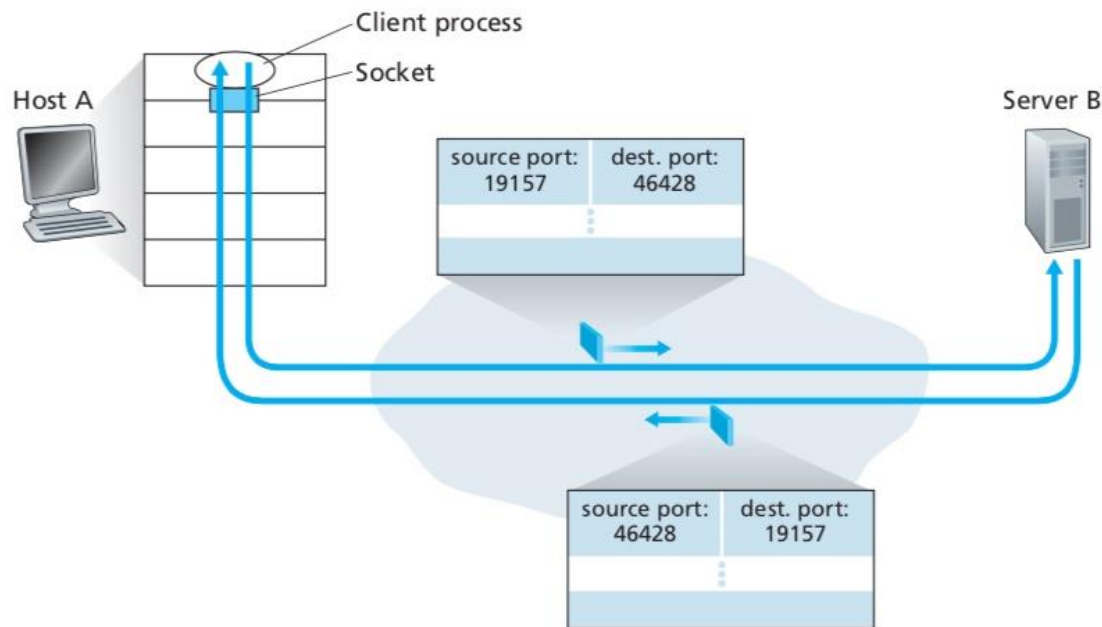 Client process
Socket
Host A
Server B
source port:
19157
dest. port:
46428
source port:
46428
dest. port:
19157